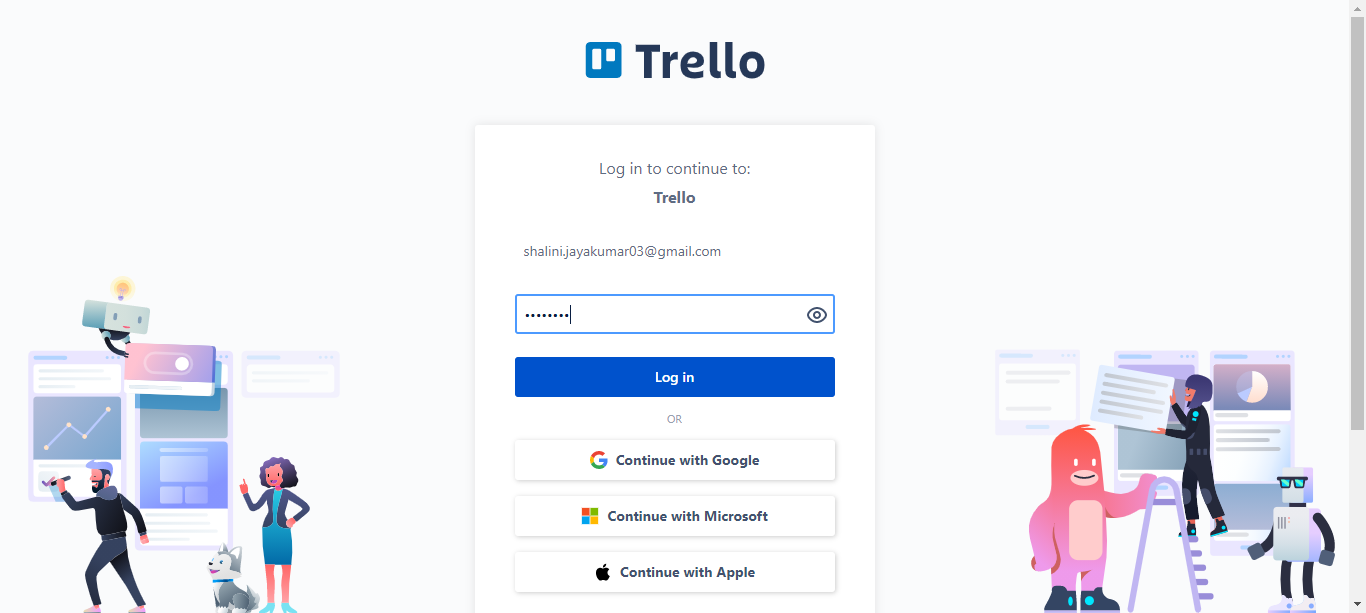 Trello
Log in to continue to:
Trello
shalini.jayakumar03@gmail.com
••••••••
Log in
OR
Continue with Google
Continue with Microsoft
Continue with Apple